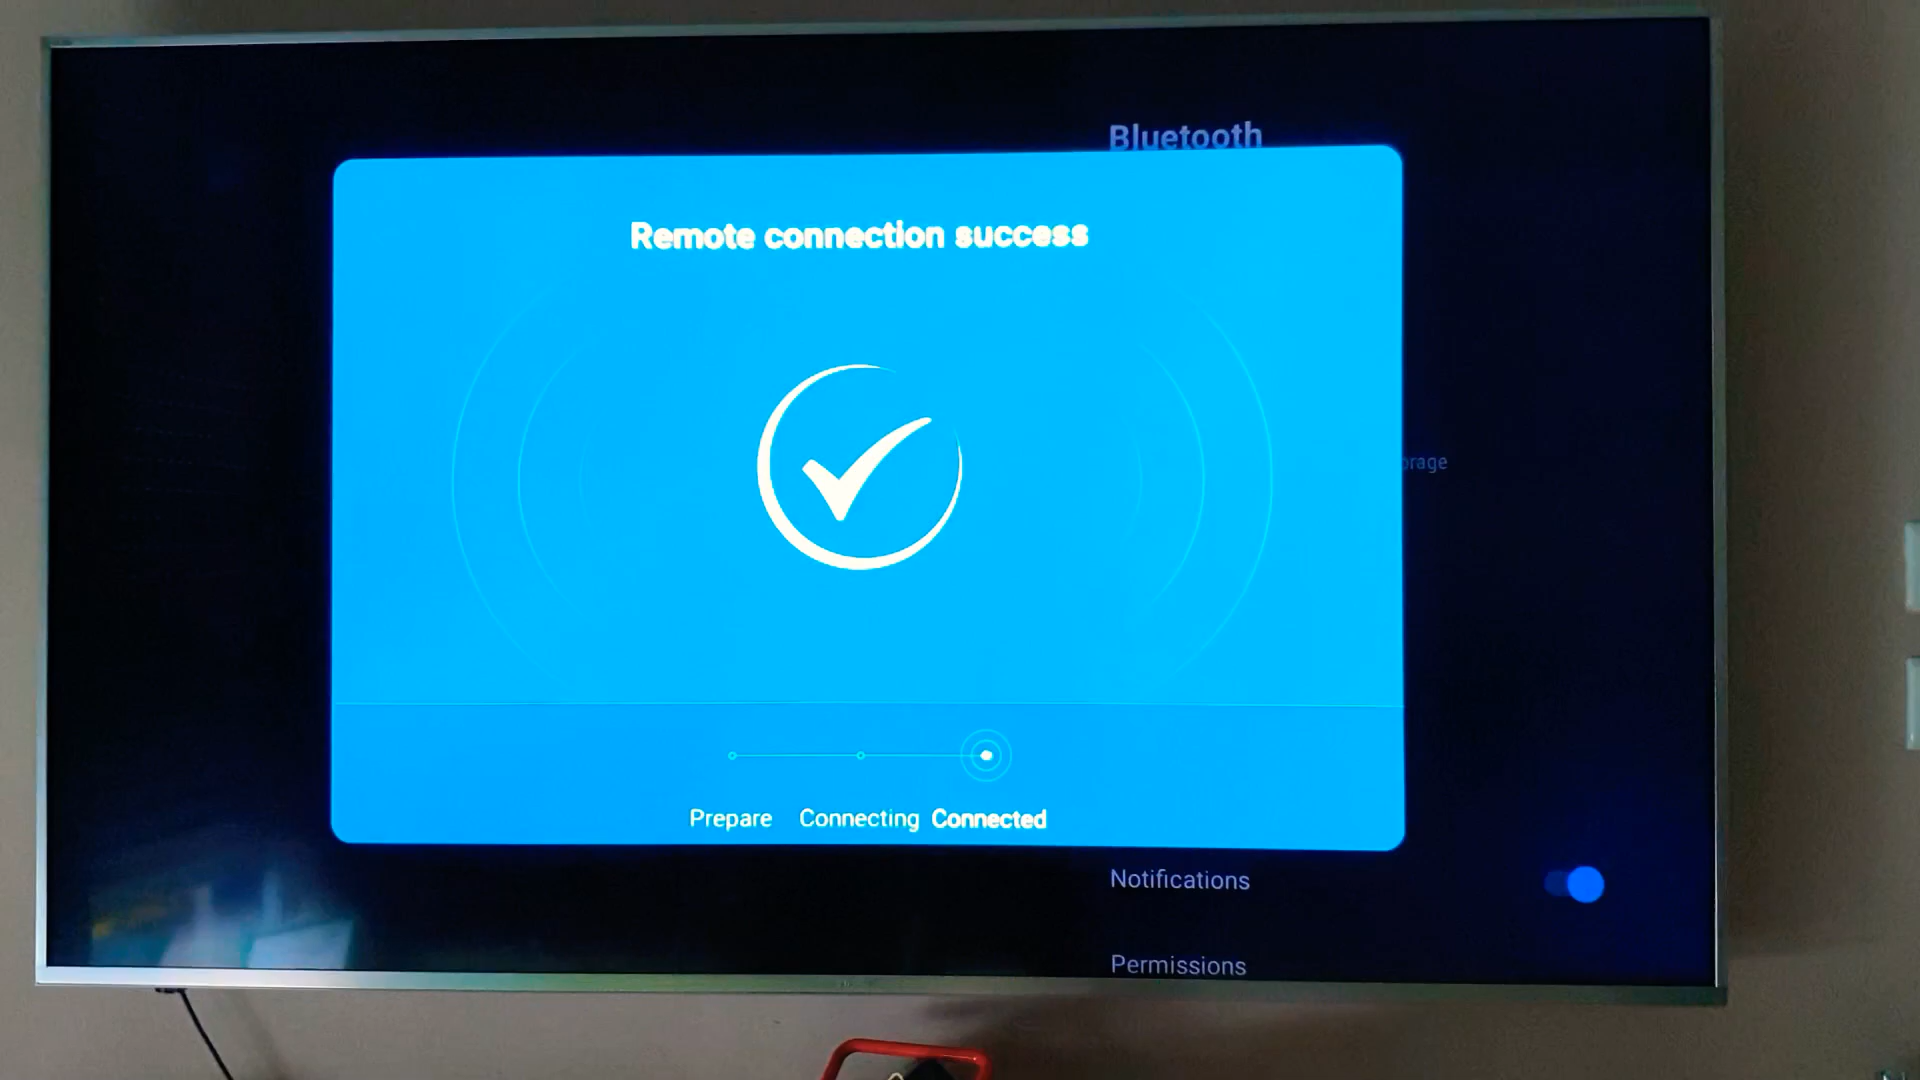 Bluetooth
Remote connection success
Prepare
Connecting
Connected
Notifications
Permissions